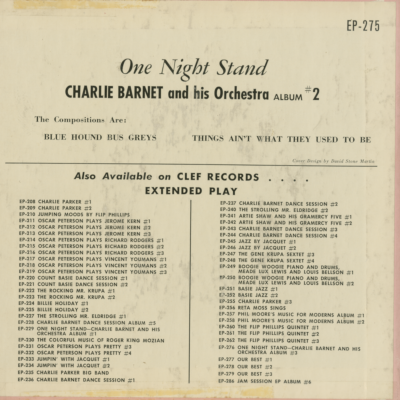 EP-275
One Night Stand
CHARLIE BARNET and his Orchestra ALBUM #2
The Compositions Are:
BLUE HOUND BUS GREYS THINGS AIN'T WHAT THEY USED TO BE
Cover Design by David Stone Martin
Also Available on CLEF RECORDS . . . .
EXTENDED PLAY
EP-208 CHARLIE PARKER #1
EP-209 CHARLIE PARKER #2
EP-210 JUMPING MOODS BY FLIP PHILLIPS
EP-211 OSCAR PETERSON PLAYS JEROME KERN #1
EP-212 OSCAR PETERSON PLAYS JEROME KERN #2
EP-213 OSCAR PETERSON PLAYS JEROME KERN #3
EP-214 OSCAR PETERSON PLAYS RICHARD RODGERS #1
EP-215 OSCAR PETERSON PLAYS RICHARD RODGERS #2
EP-216 OSCAR PETERSON PLAYS RICHARD RODGERS #3
EP-217 OSCAR PETERSON PLAYS VINCENT YOUMANS #1
EP-218 OSCAR PETERSON PLAYS VINCENT YOUMANS #2
EP-219 OSCAR PETERSON PLAYS VINCENT YOUMANS #3
EP-220 COUNT BASIE DANCE SESSION #1
EP-221 COUNT BASIE DANCE SESSION #2
EP-222 THE ROCKING MR. KRUPA #1
EP-223 THE ROCKING MR. KRUPA #2
EP-224 BILLIE HOLIDAY #1
EP-225 BILLIE HOLIDAY #2
EP-227 THE STROLLING MR. ELDRIDGE #1
EP-228 CHARLIE BARNET DANCE SESSION ALBUM #2
EP-229 ONE NIGHT STAND—CHARLIE BARNET AND HIS
ORCHESTRA ALBUM #1
EP-230 THE COLORFUL MUSIC OF ROGER KING MOZIAN
EP-231 OSCAR PETERSON PLAYS PRETTY #3
EP-232 OSCAR PETERSON PLAYS PRETTY #4
EP-233 JUMPIN' WITH JACQUET #1
EP-234 JUMPIN' WITH JACQUET #2
EP-235 CHARLIE PARKER BIG BAND
EP-236 CHARLIE BARNET DANCE SESSION #1
EP-237 CHARLIE BARNET DANCE SESSION #2
EP-240 THE STROLLING MR. ELDRIDGE #2
EP-241 ARTIE SHAW AND HIS GRAMERCY FIVE #1
EP-242 ARTIE SHAW AND HIS GRAMERCY FIVE #2
EP-243 CHARLIE BARNET DANCE SESSION #3
EP-244 CHARLIE BARNET DANCE SESSION #4
EP-245 JAZZ BY JACQUET #1
EP-246 JAZZ BY JACQUET #2
EP-247 THE GENE KRUPA SEXTET #3
EP-248 THE GENE KRUPA SEXTET #4
EP-249 BOOGIE WOOGIE PIANO AND DRUMS,
MEADE LUX LEWIS AND LOUIS BELLSON #1
EP-250 BOOGIE WOOGIE PIANO AND DRUMS,
MEADE LUX LEWIS AND LOUIS BELLSON #2
EP-251 BASIE JAZZ #1
EP-252 BASIE JAZZ #2
EP-255 CHARLIE PARKER #3
EP-256 RETA MOSS SINGS
EP-257 PHIL MOORE'S MUSIC FOR MODERNS ALBUM #1
EP-258 PHIL MOORE'S MUSIC FOR MODERNS ALBUM #2
EP-260 THE FLIP PHILLIPS QUINTET #1
EP-261 THE FLIP PHILLIPS QUINTET #2
EP-262 THE FLIP PHILLIPS QUINTET #3
EP-276 ONE NIGHT STAND—CHARLIE BARNET AND HIS
ORCHESTRA ALBUM #3
EP-277 OUR BEST #1
EP-278 OUR BEST #2
EP-279 OUR BEST #3
EP-286 JAM SESSION EP ALBUM #6